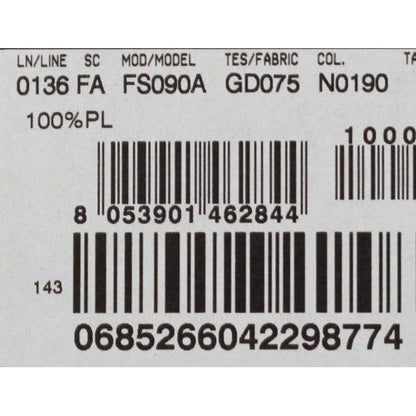 LN/LINE SC MOD/MODEL TES/FABRIC COL. TA
0136 FA FS090A GD075 N0190
100%PL
1000
8 053901 462844
143
0685266042298774